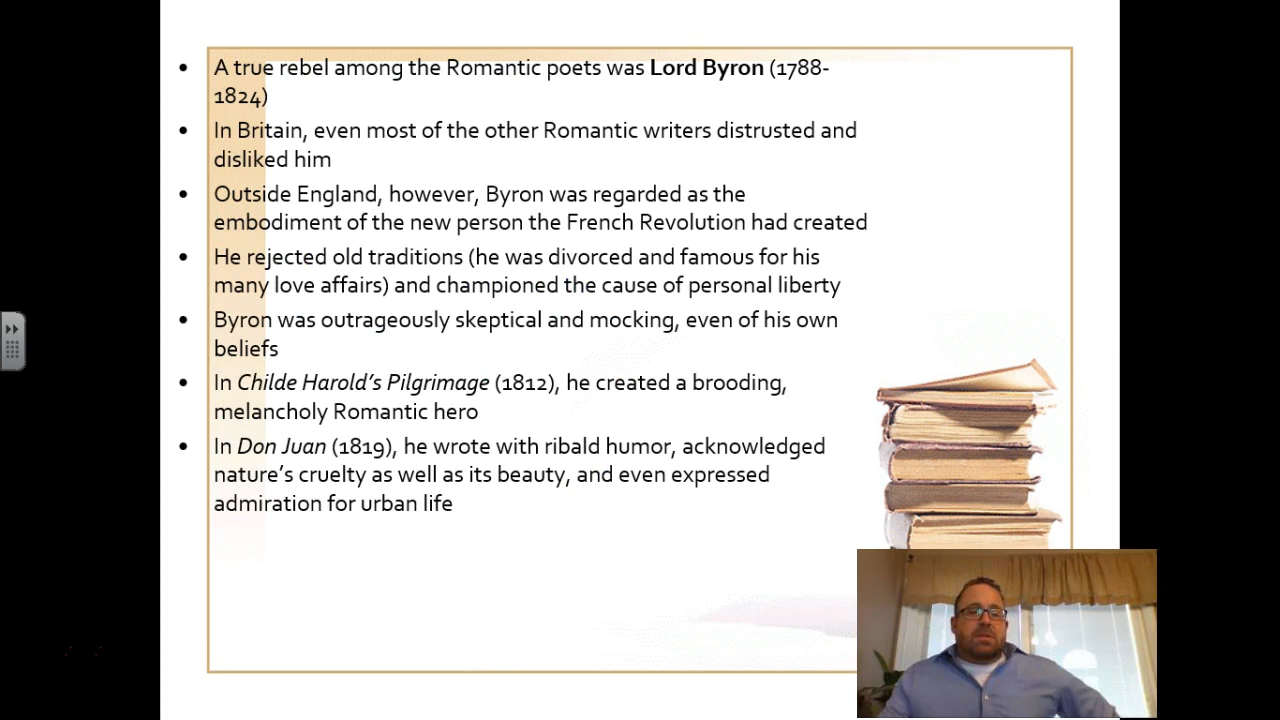 • A true rebel among the Romantic poets was Lord Byron (1788-
1824)
• In Britain, even most of the other Romantic writers distrusted and
disliked him
• Outside England, however, Byron was regarded as the
embodiment of the new person the French Revolution had created
• He rejected old traditions (he was divorced and famous for his
many love affairs) and championed the cause of personal liberty
• Byron was outrageously skeptical and mocking, even of his own
beliefs
• In Childe Harold's Pilgrimage (1812), he created a brooding,
melancholy Romantic hero
• In Don Juan (1819), he wrote with ribald humor, acknowledged
nature's cruelty as well as its beauty, and even expressed
admiration for urban life